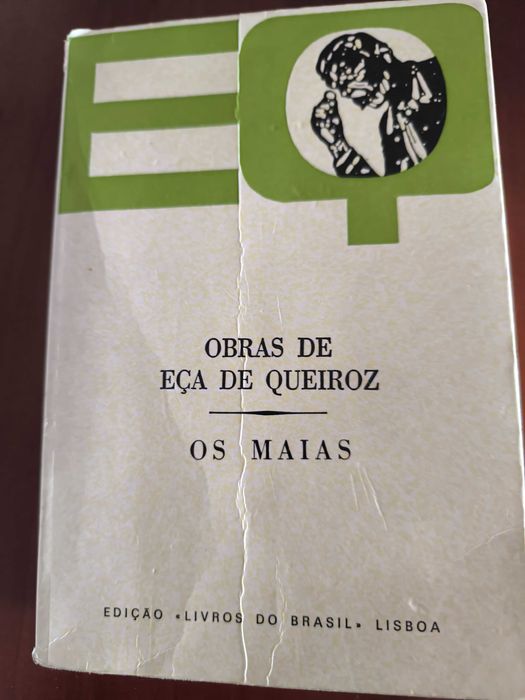 EQ
OBRAS DE
EÇA DE QUEIROZ
OS MAIAS
EDIÇÃO «LIVROS DO BRASIL» LISBOA